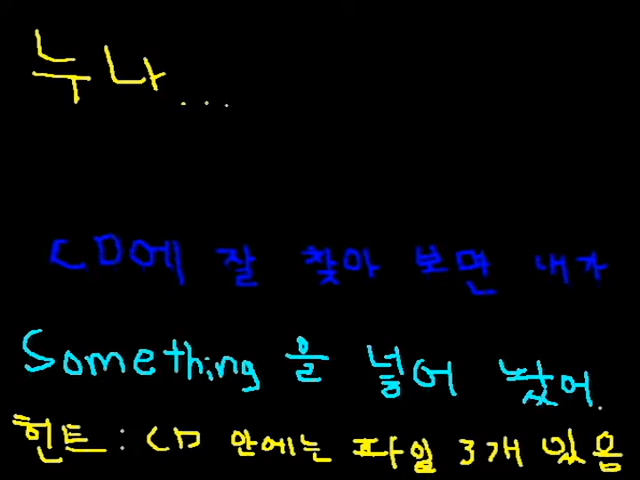 누나...
CD에 잘 찾아 보면 내가
Something을 넣어 놨어.
힌트 : CD 안에는 파일 3개 있음